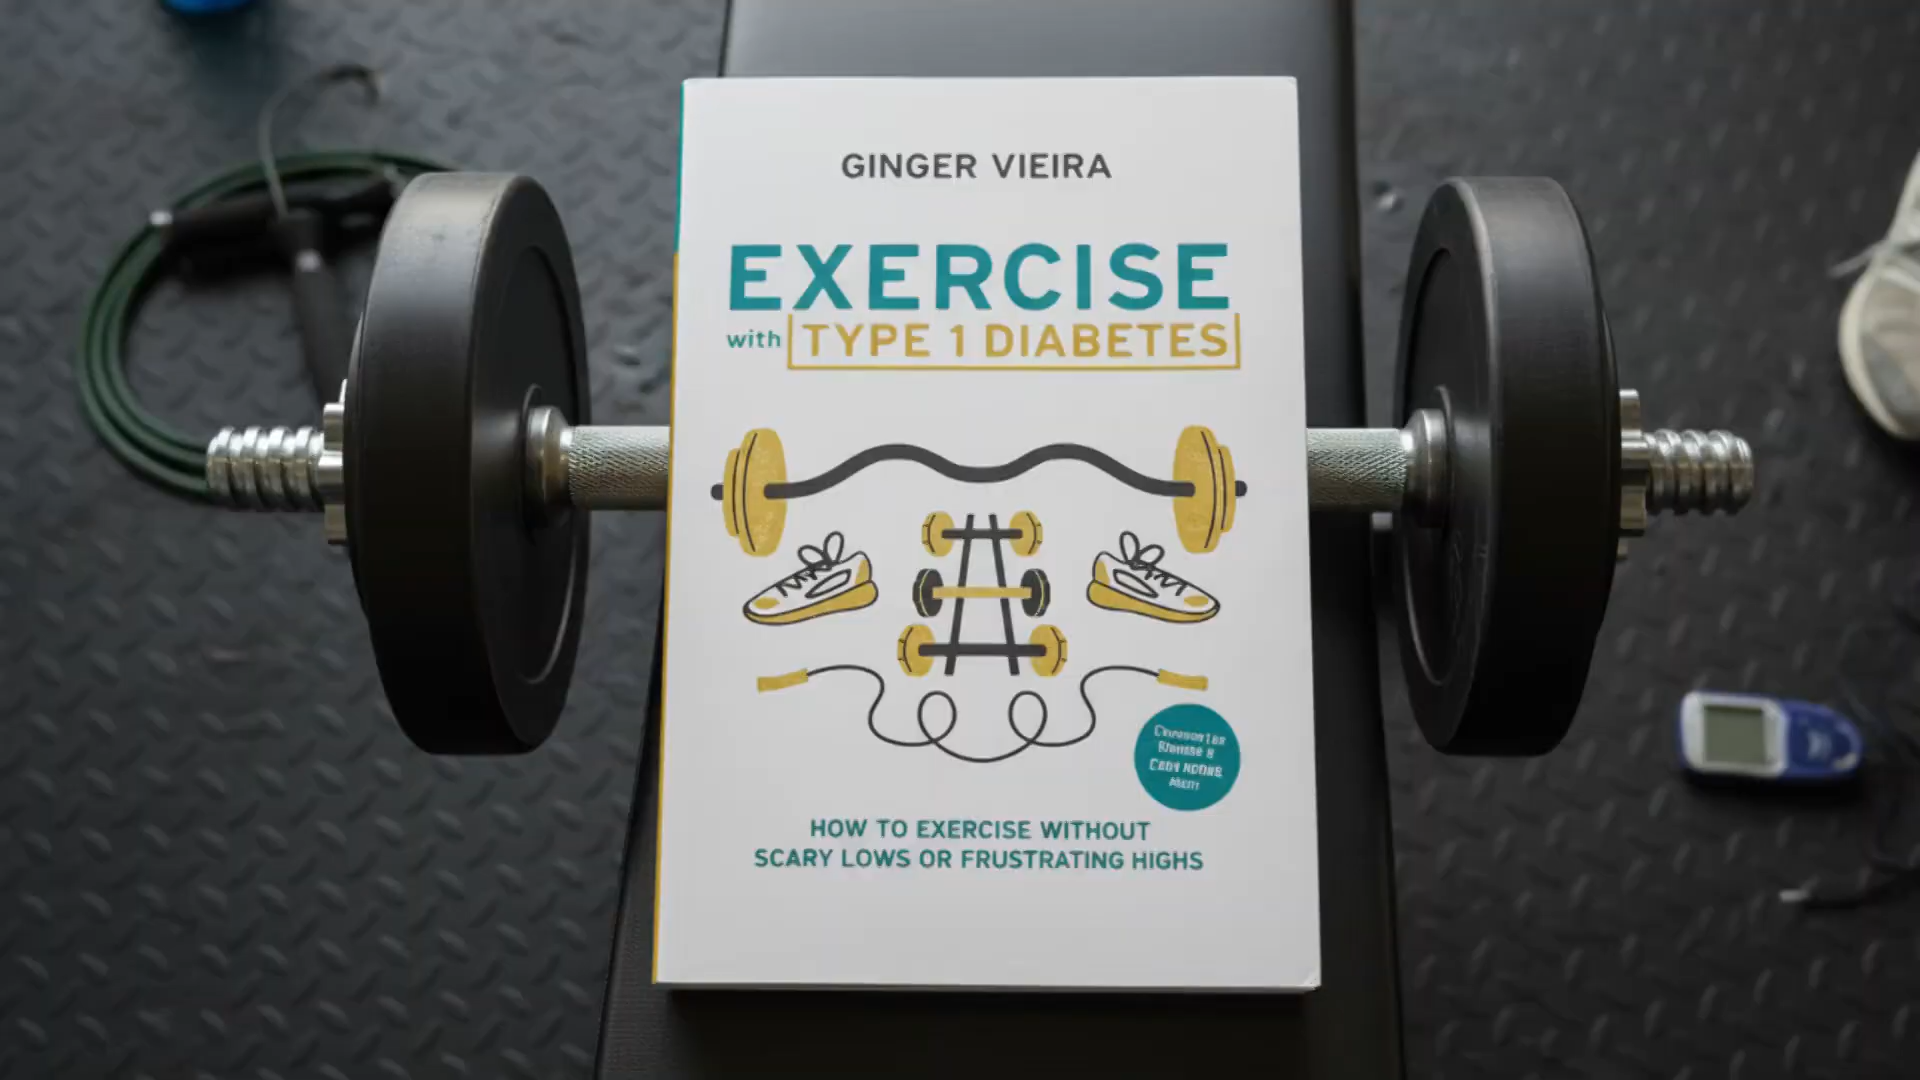 GINGER VIEIRA
EXERCISE
with TYPE 1 DIABETES
HOW TO EXERCISE WITHOUT
SCARY LOWS OR FRUSTRATING HIGHS